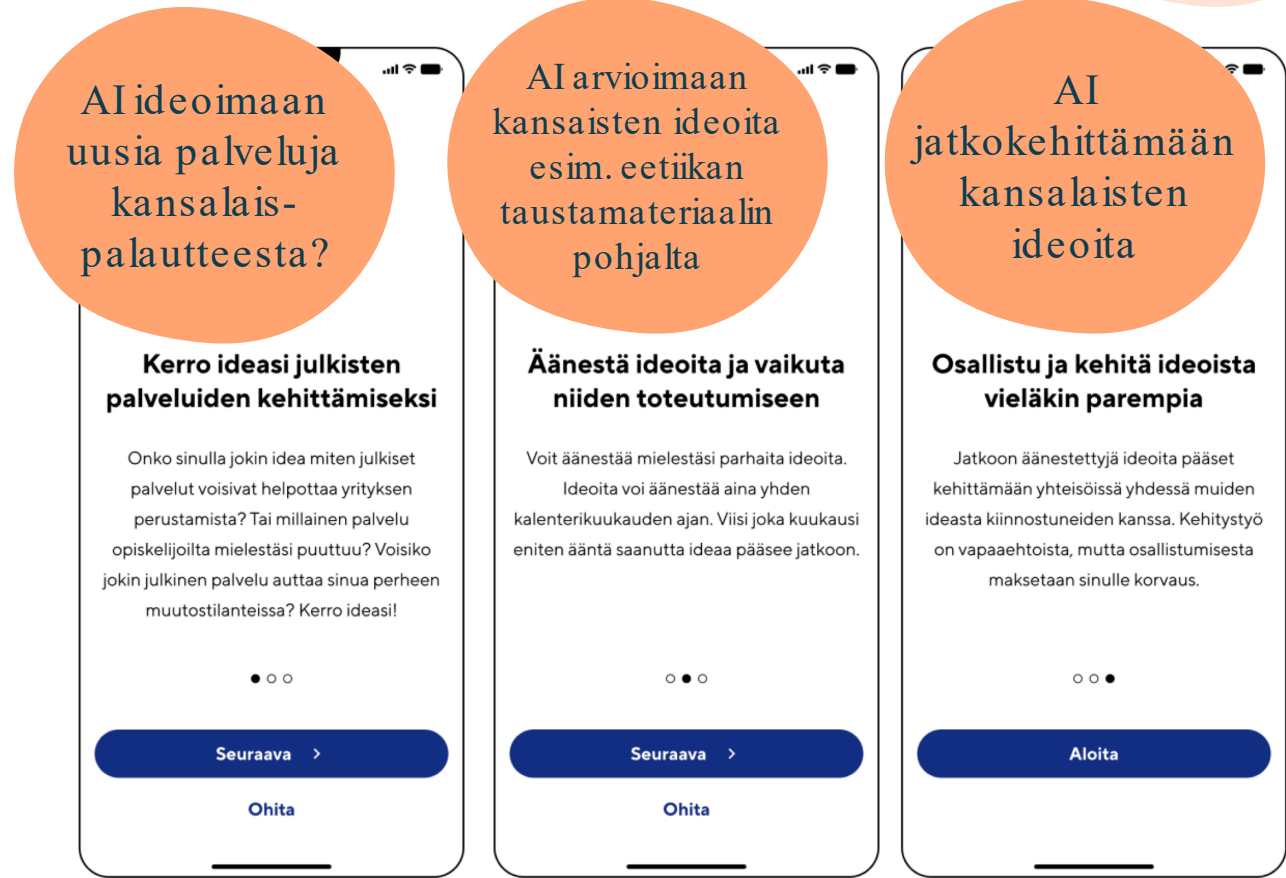 AI ideoimaan
uusia palveluja
kansalais-
palautteesta?
Kerro ideasi julkisten
palveluiden kehittämiseksi
Onko sinulla jokin idea miten julkiset
palvelut voisivat helpottaa yrityksen
perustamista? Tai millainen palvelu
opiskelijoilta mielestäsi puuttuu? Voisiko
jokin julkinen palvelu auttaa sinua perheen
muutostilanteissa? Kerro ideasi!
Seuraava
Ohita
AI arvioimaan
kansaisten ideoita
esim. eetiikan
taustamateriaalin
pohjalta
Äänestä ideoita ja vaikuta
niiden toteutumiseen
Voit äänestää mielestäsi parhaita ideoita.
Ideoita voi äänestää aina yhden
kalenterikuukauden ajan. Viisi joka kuukausi
eniten ääntä saanutta ideaa pääsee jatkoon.
Seuraava
Ohita
AI
jatkokehittämään
kansalaisten
ideoita
Osallistu ja kehitä ideoista
vieläkin parempia
Jatkoon äänestettyjä ideoita pääset
kehittämään yhteisöissä yhdessä muiden
ideasta kiinnostuneiden kanssa. Kehitystyö
on vapaaehtoista, mutta osallistumisesta
maksetaan sinulle korvaus.
Aloita